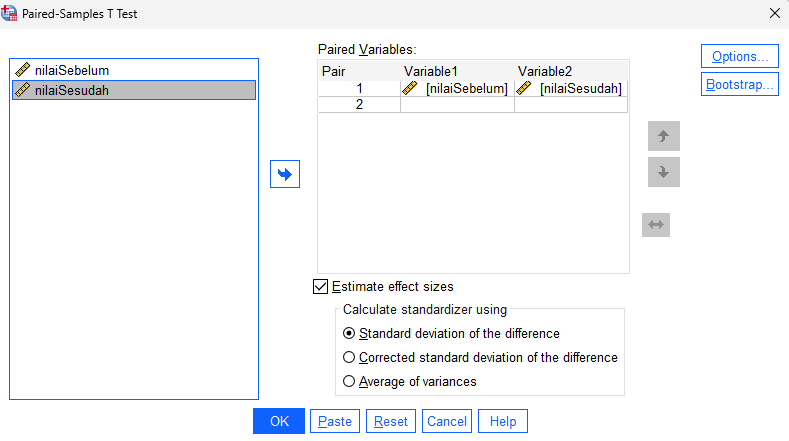 Paired-Samples T Test
nilaiSebelum
nilaiSesudah
Paired Variables:
Pair Variable1 Variable2
1 [nilaiSebelum] [nilaiSesudah]
2
Options...
Bootstrap...
Estimate effect sizes
Calculate standardizer using
Standard deviation of the difference
Corrected standard deviation of the difference
Average of variances
OK Paste Reset Cancel Help